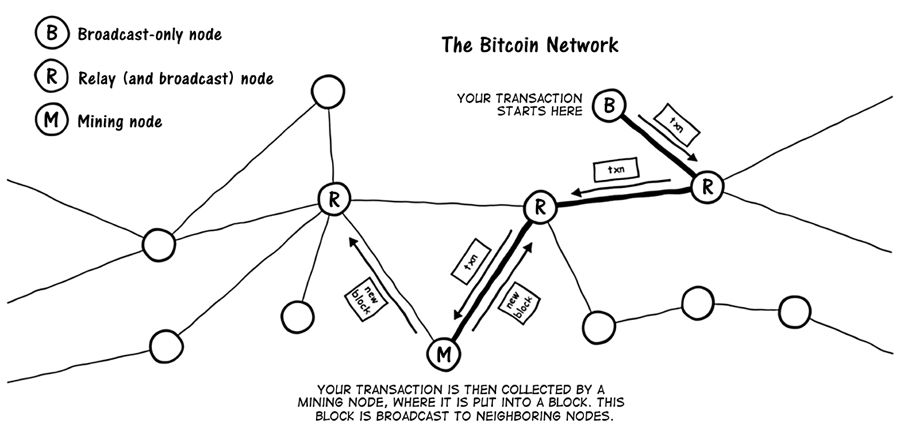 B Broadcast-only node
The Bitcoin Network
R Relay (and broadcast) node
M Mining node
YOUR TRANSACTION
STARTS HERE
B
txn
txn
R
R
R
txn
new
block
new
block
M
YOUR TRANSACTION IS THEN COLLECTED BY A
MINING NODE, WHERE IT IS PUT INTO A BLOCK. THIS
BLOCK IS BROADCAST TO NEIGHBORING NODES.